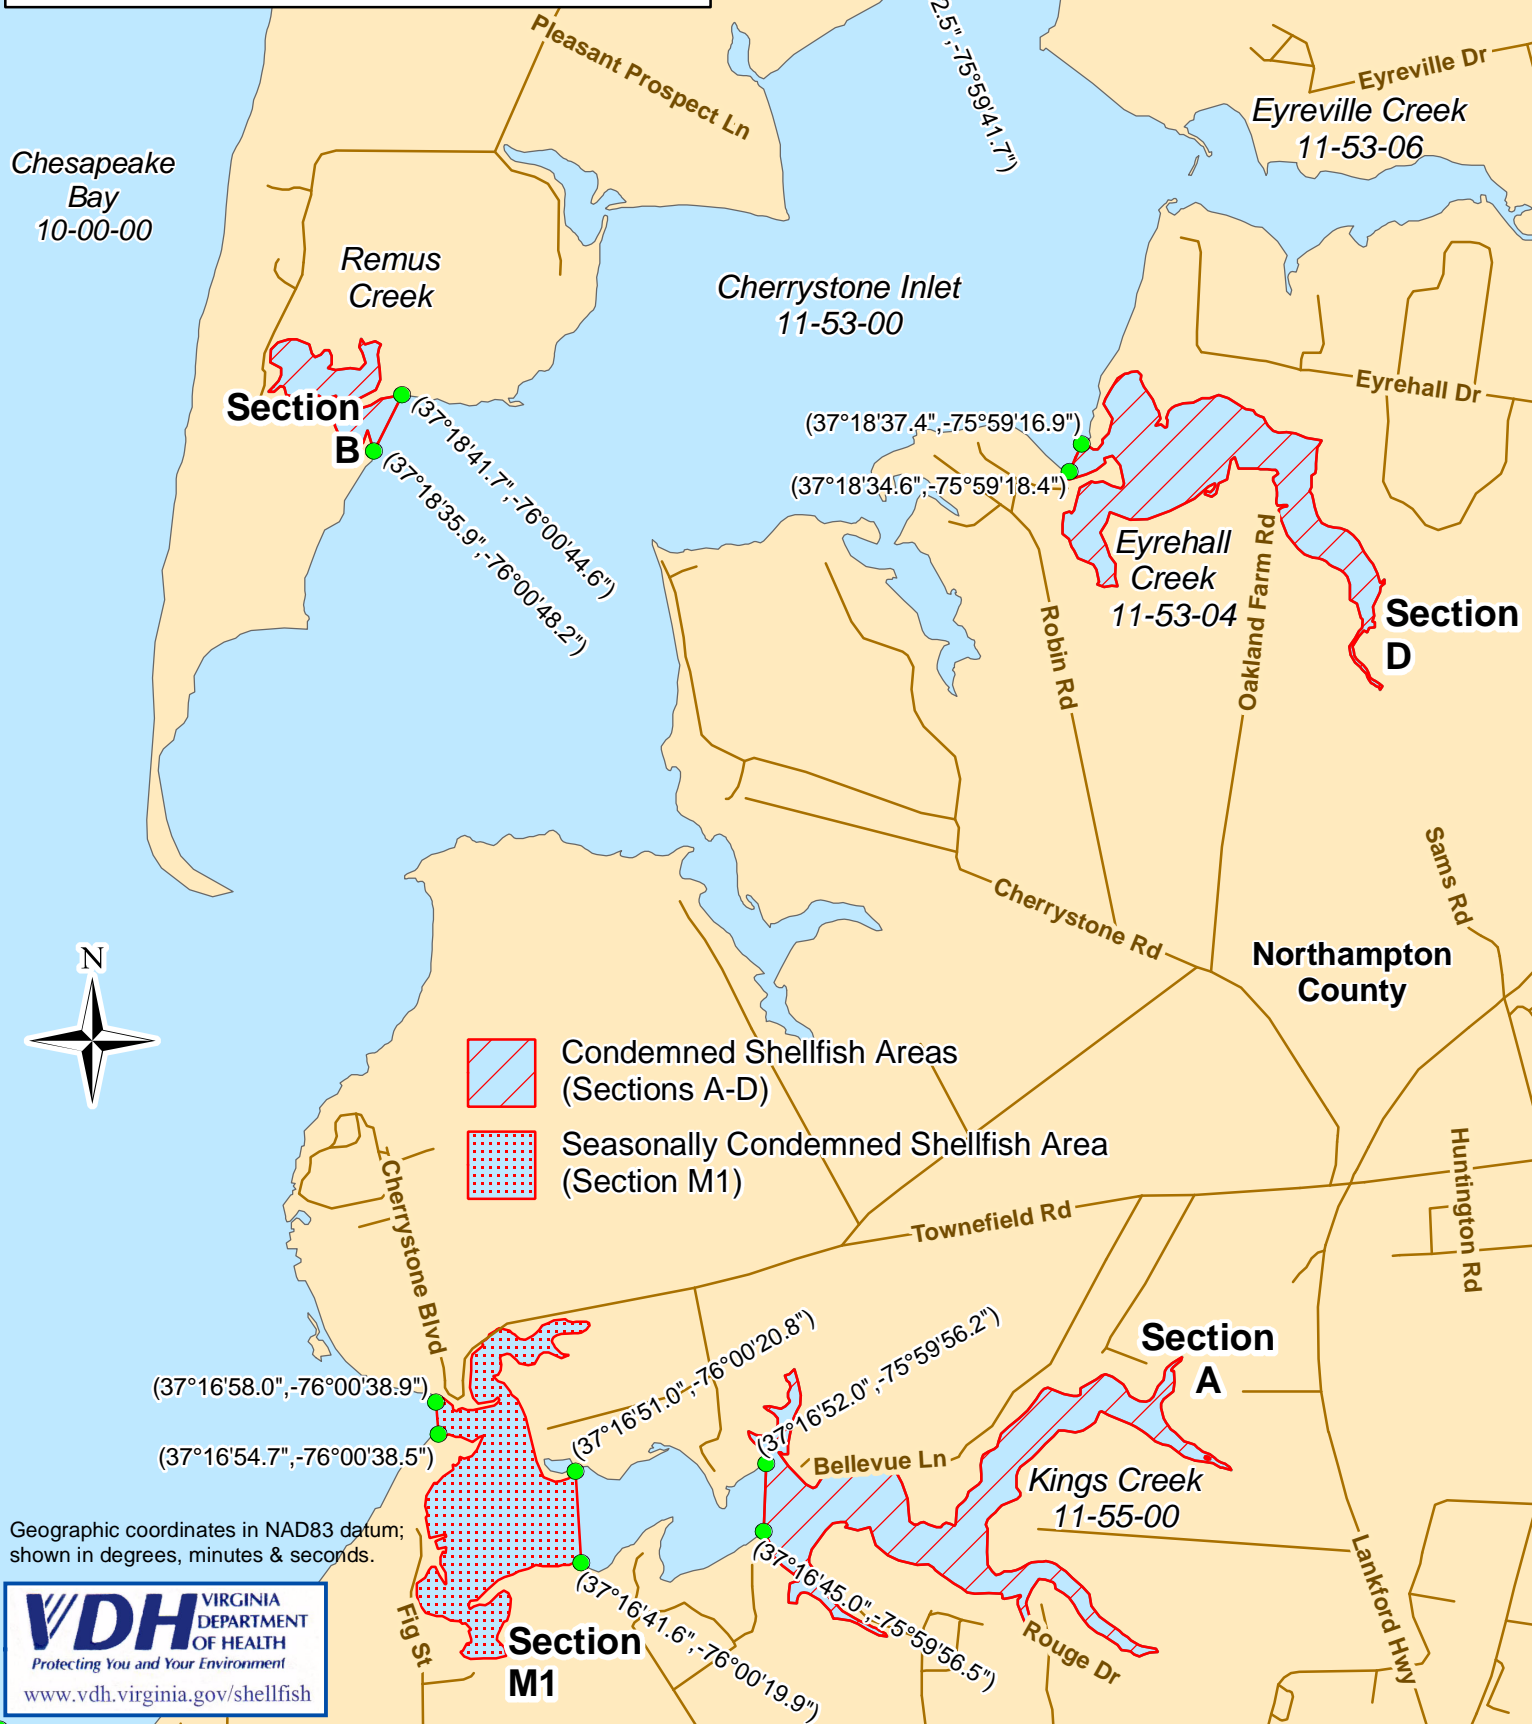 Pleasant Prospect Ln
2.5",-75°59'41.7")
Eyreville Dr
Eyreville Creek
11-53-06
Chesapeake
Bay
10-00-00
Remus
Creek
Cherrystone Inlet
11-53-00
Eyrehall Dr
Section
B
(37°18'41.7",-76°00'44.6")
(37°18'35.9",-76°00'48.2")
(37°18'37.4",-75°59'16.9")
(37°18'34.6",-75°59'18.4")
Eyrehall
Creek
11-53-04
Section
D
Robin Rd
Oakland Farm Rd
Cherrystone Rd
Sams Rd
Northampton
County
N
Condemned Shellfish Areas
(Sections A-D)
Seasonally Condemned Shellfish Area
(Section M1)
Cherrystone Blvd
Townefield Rd
Huntington Rd
Section
A
(37°16'58.0",-76°00'38.9")
(37°16'54.7",-76°00'38.5")
(37°16'51.0",-76°00'20.8")
(37°16'52.0",-75°59'56.2")
Bellevue Ln
Kings Creek
11-55-00
(37°16'45.0",-75°59'56.5")
(37°16'41.6",-76°00'19.9")
Lankford Hwy
Rouge Dr
Fig St
Section
M1
Geographic coordinates in NAD83 datum;
shown in degrees, minutes & seconds.
VDH VIRGINIA
DEPARTMENT
OF HEALTH
Protecting You and Your Environment
www.vdh.virginia.gov/shellfish